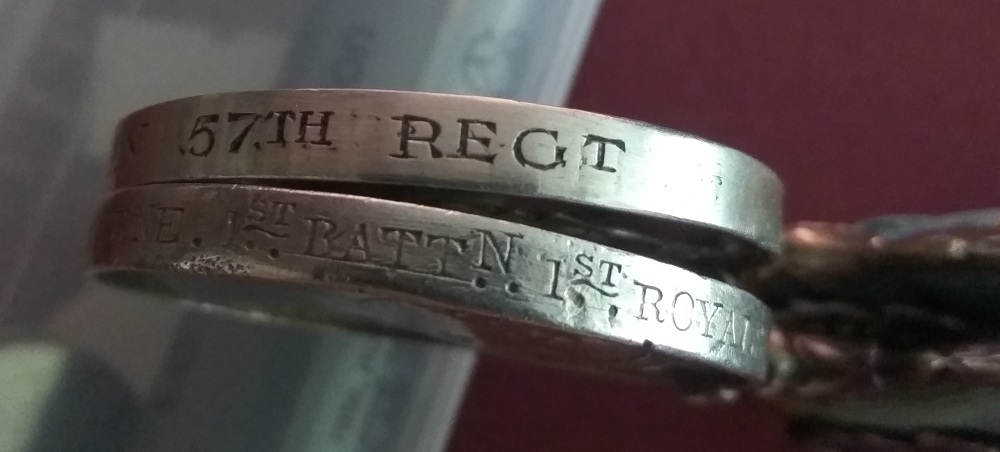 57TH REGT
NE. 1ST BATTN. 1ST ROYAL